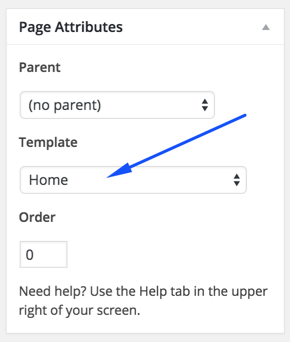 Page Attributes
Parent
(no parent)
Template
Home
Order
0
Need help? Use the Help tab in the upper
right of your screen.